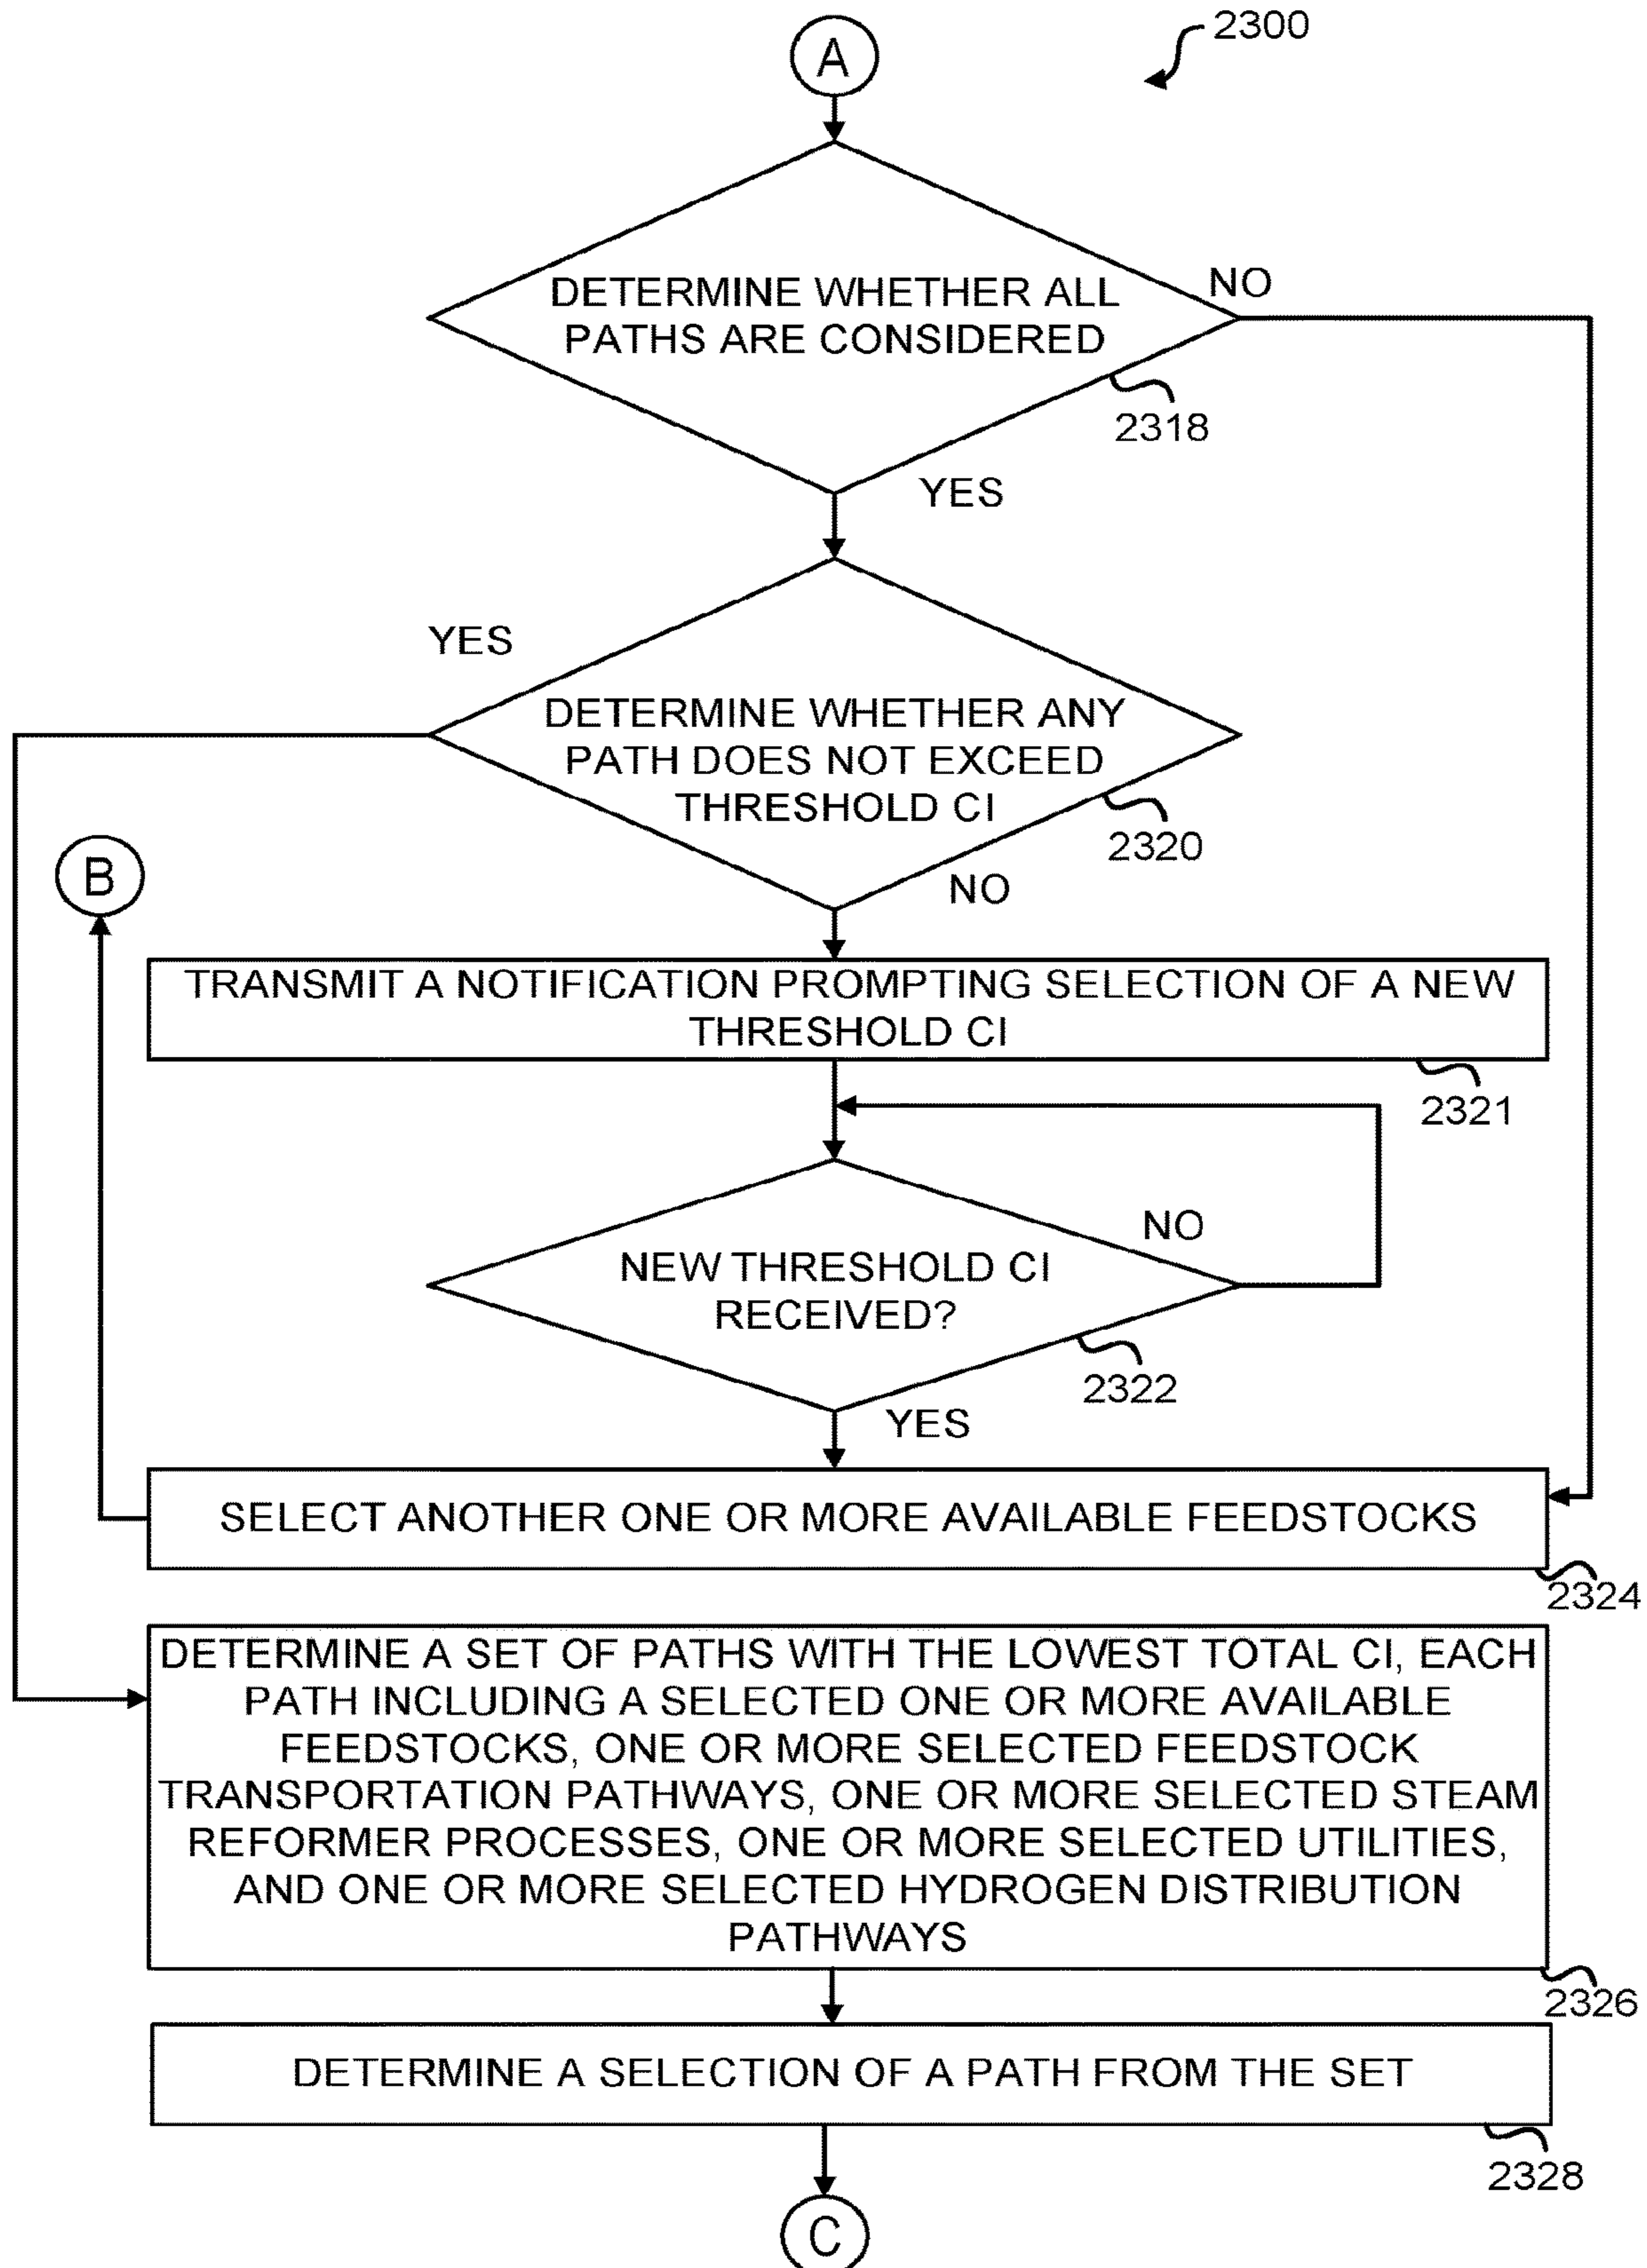 2300
A
DETERMINE WHETHER ALL
PATHS ARE CONSIDERED
NO
2318
YES
YES
DETERMINE WHETHER ANY
PATH DOES NOT EXCEED
THRESHOLD CI
2320
NO
B
TRANSMIT A NOTIFICATION PROMPTING SELECTION OF A NEW
THRESHOLD CI
2321
NEW THRESHOLD CI
RECEIVED?
NO
2322
YES
SELECT ANOTHER ONE OR MORE AVAILABLE FEEDSTOCKS
2324
DETERMINE A SET OF PATHS WITH THE LOWEST TOTAL CI, EACH
PATH INCLUDING A SELECTED ONE OR MORE AVAILABLE
FEEDSTOCKS, ONE OR MORE SELECTED FEEDSTOCK
TRANSPORTATION PATHWAYS, ONE OR MORE SELECTED STEAM
REFORMER PROCESSES, ONE OR MORE SELECTED UTILITIES,
AND ONE OR MORE SELECTED HYDROGEN DISTRIBUTION
PATHWAYS
2326
DETERMINE A SELECTION OF A PATH FROM THE SET
2328
C